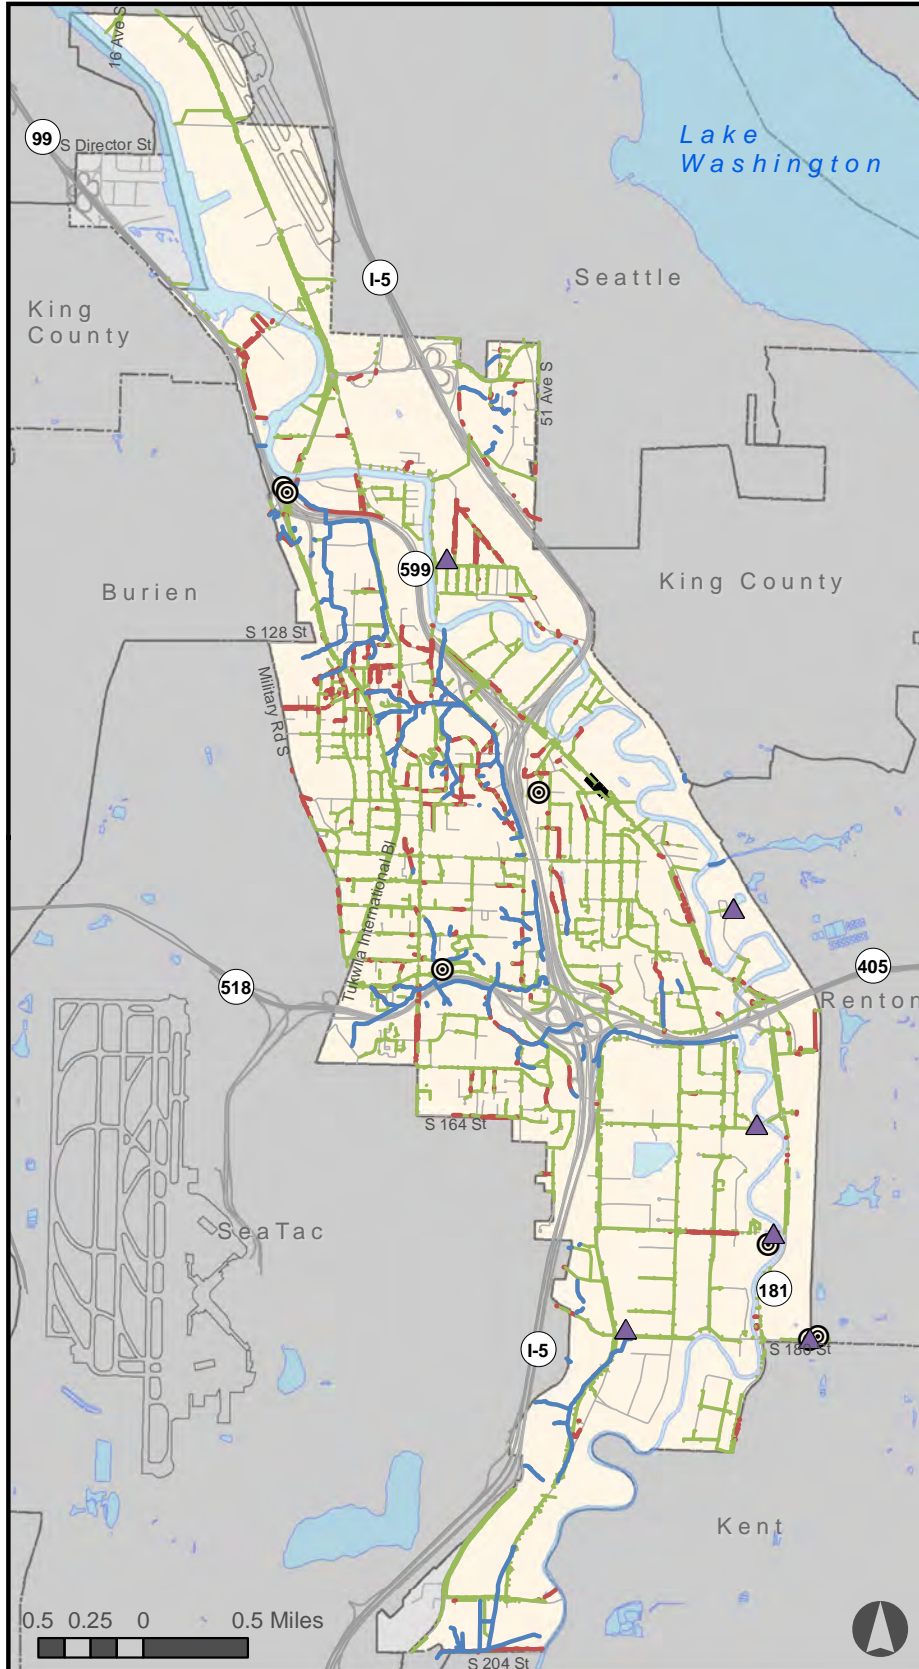 16 Ave S
99
S Director St
Lake
Washington
I-5
Seattle
King
County
51 Ave S
599
King County
Burien
S 128 St
Military Rd S
Tukwila International Bl
518
405
Renton
S 164 St
SeaTac
181
I-5
S 180 St
Kent
0.5 0.25 0 0.5 Miles
S 204 St